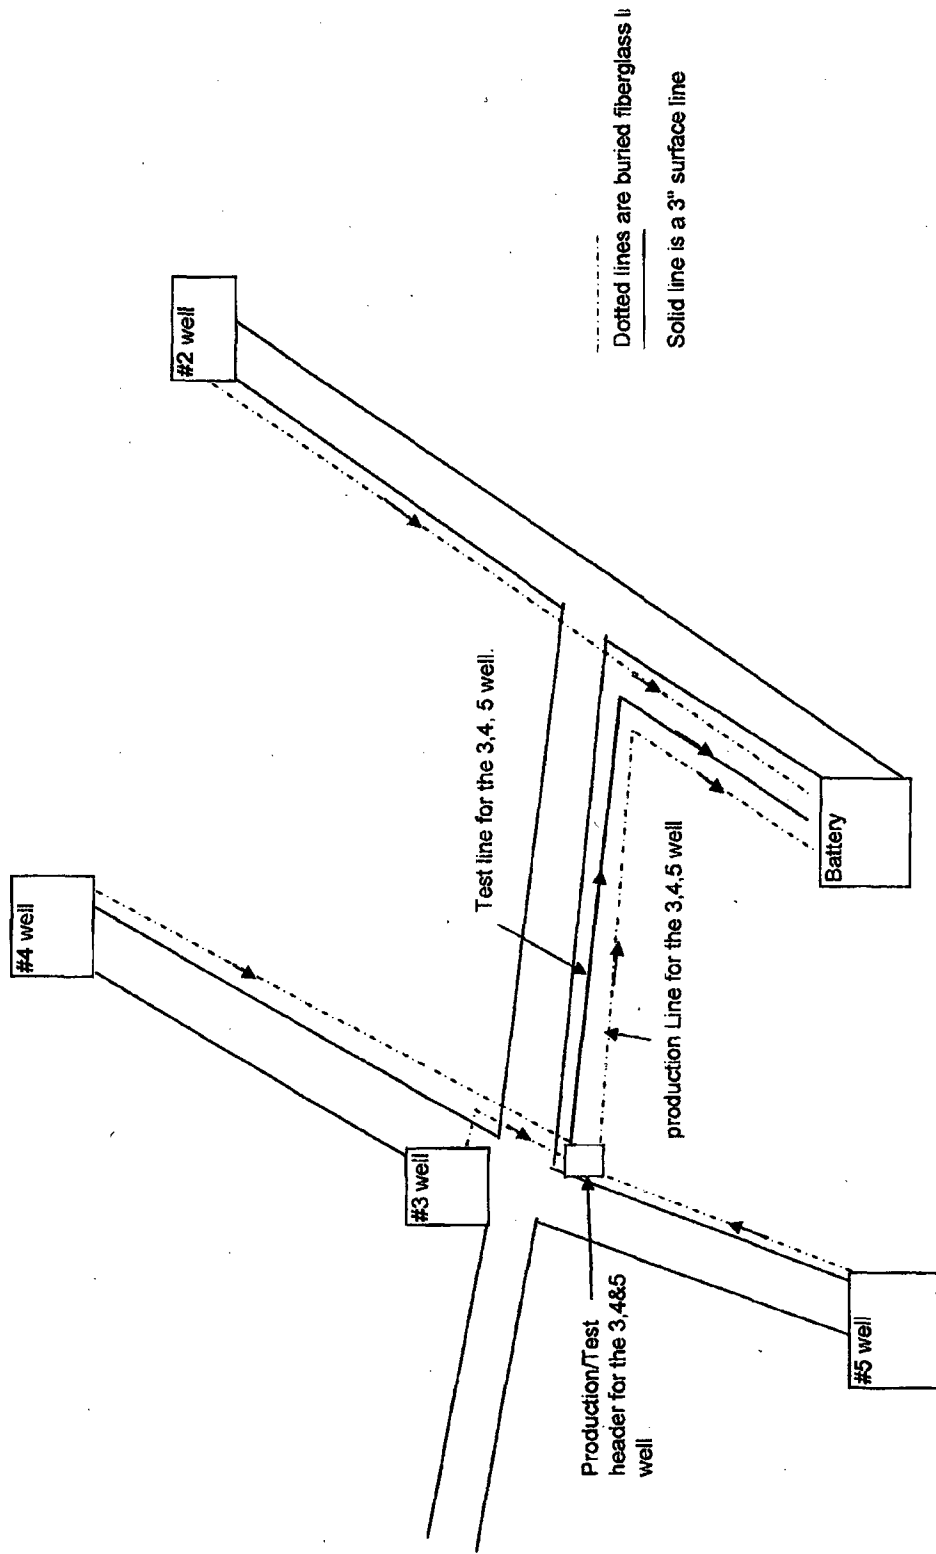 #4 well
#2 well
#3 well
Test line for the 3,4, 5 well.
production Line for the 3,4,5 well
Production/Test
header for the 3,4&5
well
#5 well
Battery
Dotted lines are buried fiberglass
Solid line is a 3" surface line